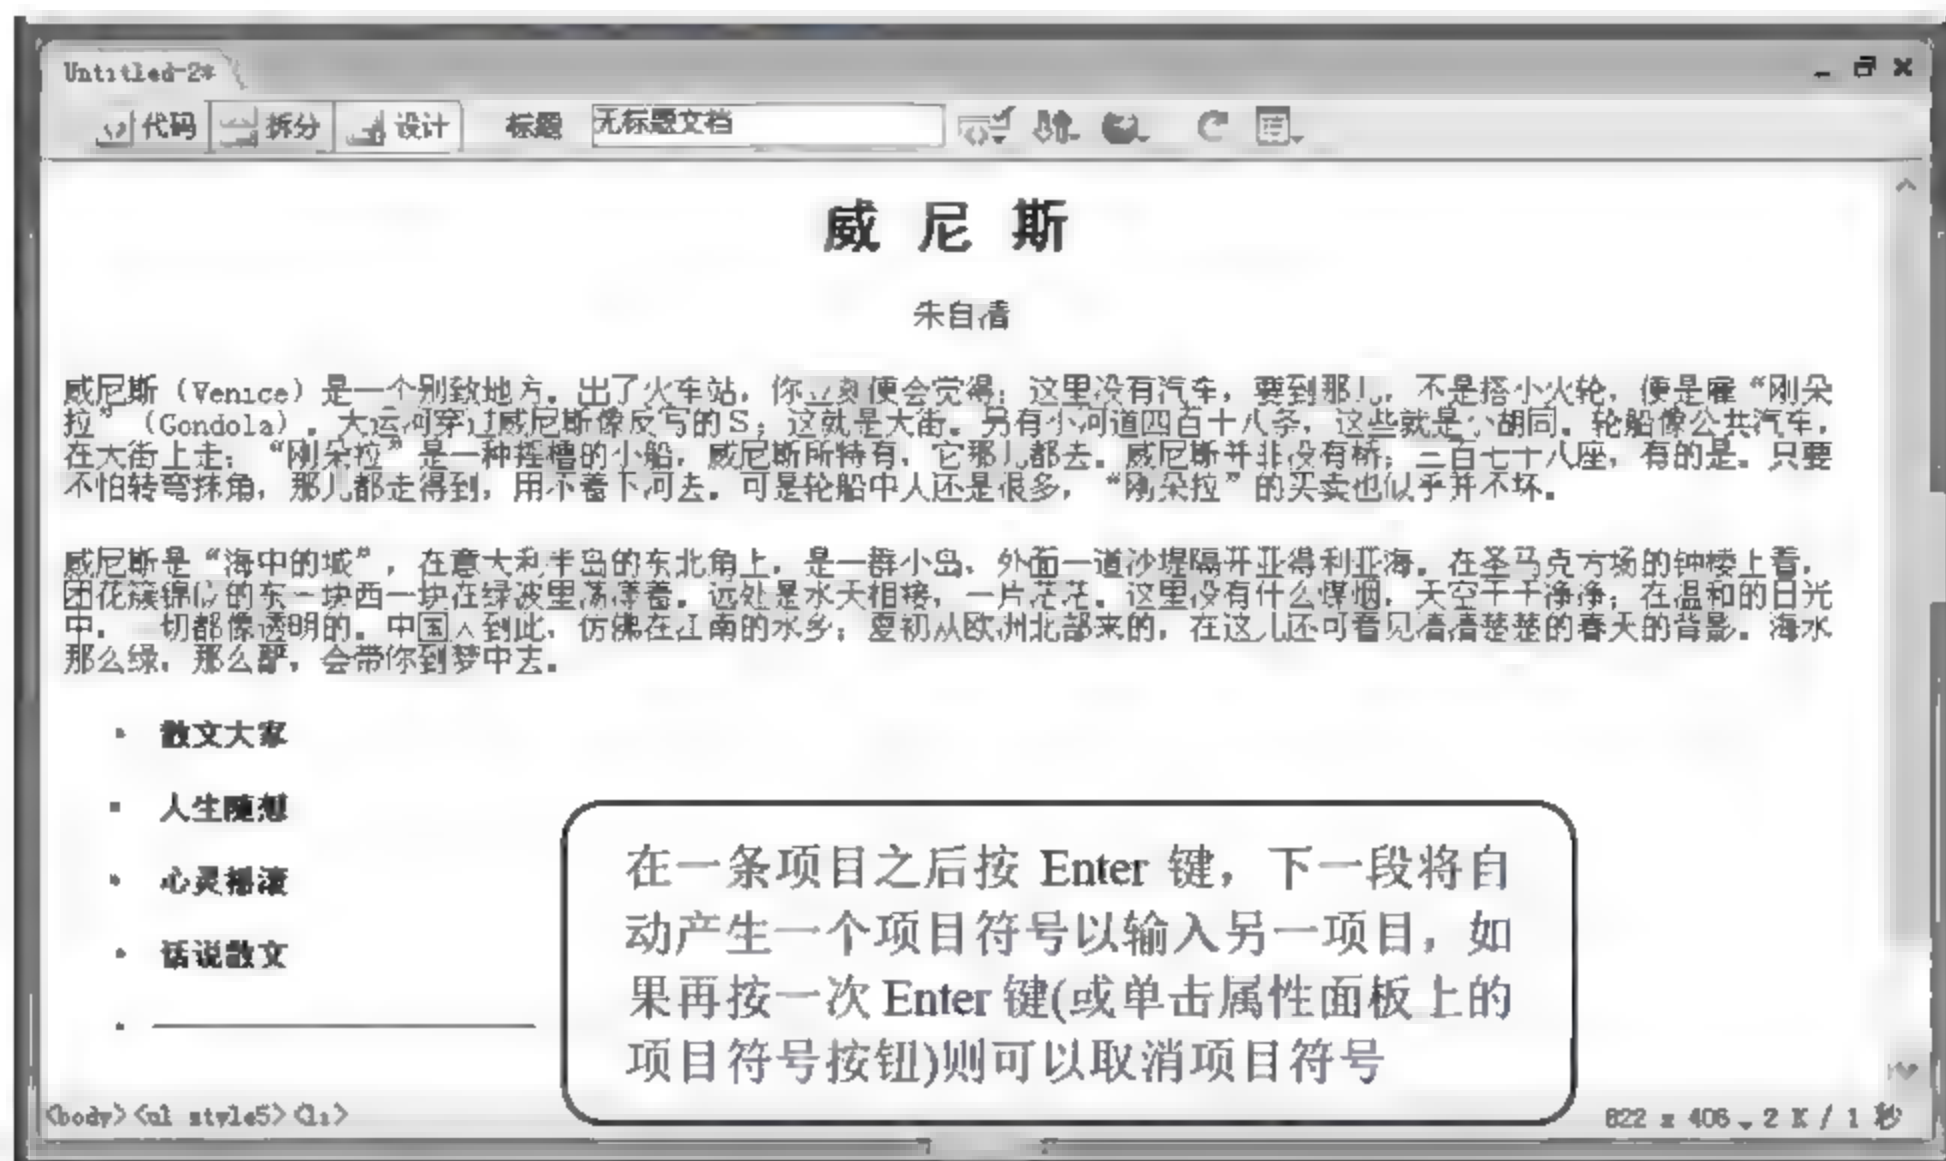 Untitled-2*
代码 拆分 设计 标题 无标题文档
威 尼 斯
朱自清
威尼斯（Venice）是一个别致地方。出了火车站，你立刻便会觉得；这里没有汽车，要到那儿，不是搭小火轮，便是雇“刚朵
拉”（Gondola）。大运河穿过威尼斯像反写的S；这就是大街。另有小河道四百十八条，这些就是小胡同。轮船像公共汽车，
在大街上走；“刚朵拉”是一种摇橹的小船，威尼斯所特有，它那儿都去。威尼斯并非没有桥；三百七十八座，有的是。只要
不怕转弯抹角，那儿都走得到，用不着下河去。可是轮船中人还是很多，“刚朵拉”的买卖也似乎并不坏。
威尼斯是“海中的城”，在意大利半岛的东北角上，是一群小岛，外面一道沙堤隔开亚得利亚海。在圣马克方场的钟楼上看，
团花簇锦似的东一块西一块在绿波里荡漾着。远处是水天相接，一片茫茫。这里没有什么煤烟，天空干干净净；在温和的日光
中，一切都像透明的。中国人到此，仿佛在江南的水乡；夏初从欧洲北部来的，在这儿还可看见清清楚楚的春天的背影。海水
那么绿，那么酽，会带你到梦中去。
散文大家
人生随想
心灵摇滚
话说散文
在一条项目之后按 Enter 键，下一段将自
动产生一个项目符号以输入另一项目，如
果再按一次 Enter 键(或单击属性面板上的
项目符号按钮)则可以取消项目符号
<body><ul style5><li>
822 x 406 2 K / 1 秒